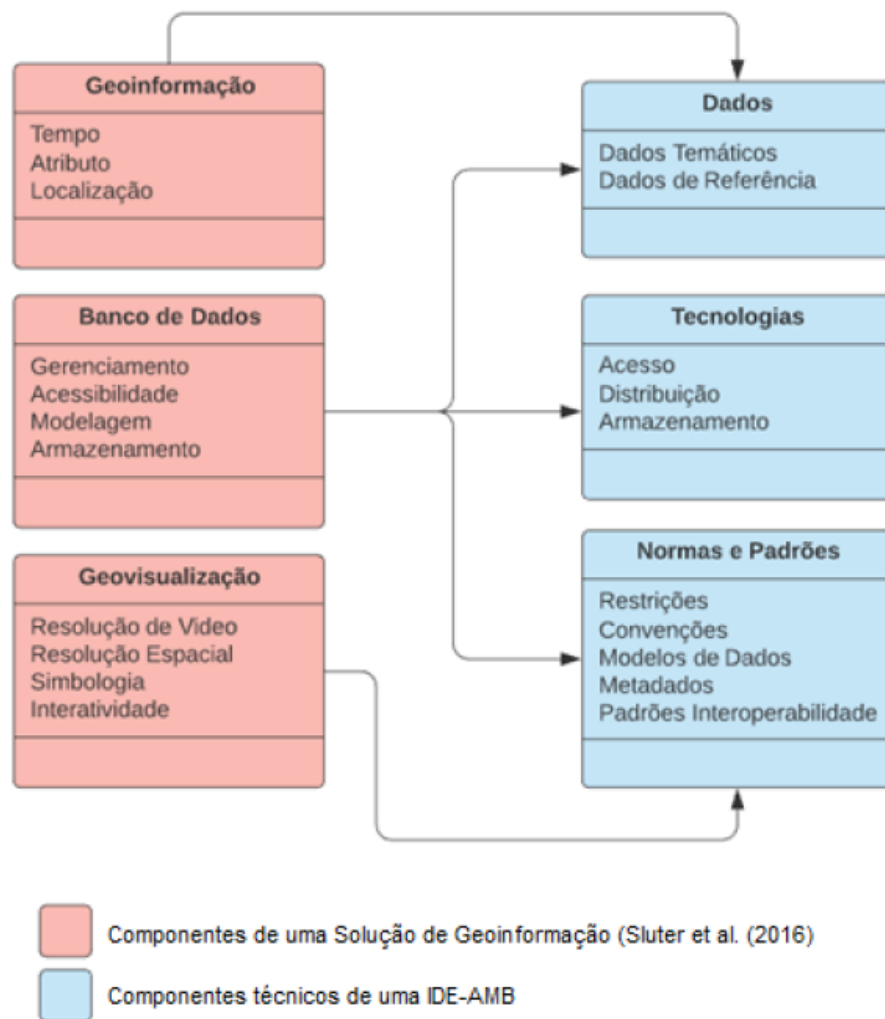 Geoinformação
Tempo
Atributo
Localização
Banco de Dados
Gerenciamento
Acessibilidade
Modelagem
Armazenamento
Geovisualização
Resolução de Video
Resolução Espacial
Simbologia
Interatividade
Dados
Dados Temáticos
Dados de Referência
Tecnologias
Acesso
Distribuição
Armazenamento
Normas e Padrões
Restrições
Convenções
Modelos de Dados
Metadados
Padrões Interoperabilidade
Componentes de uma Solução de Geoinformação (Sluter et al. (2016)
Componentes técnicos de uma IDE-AMB